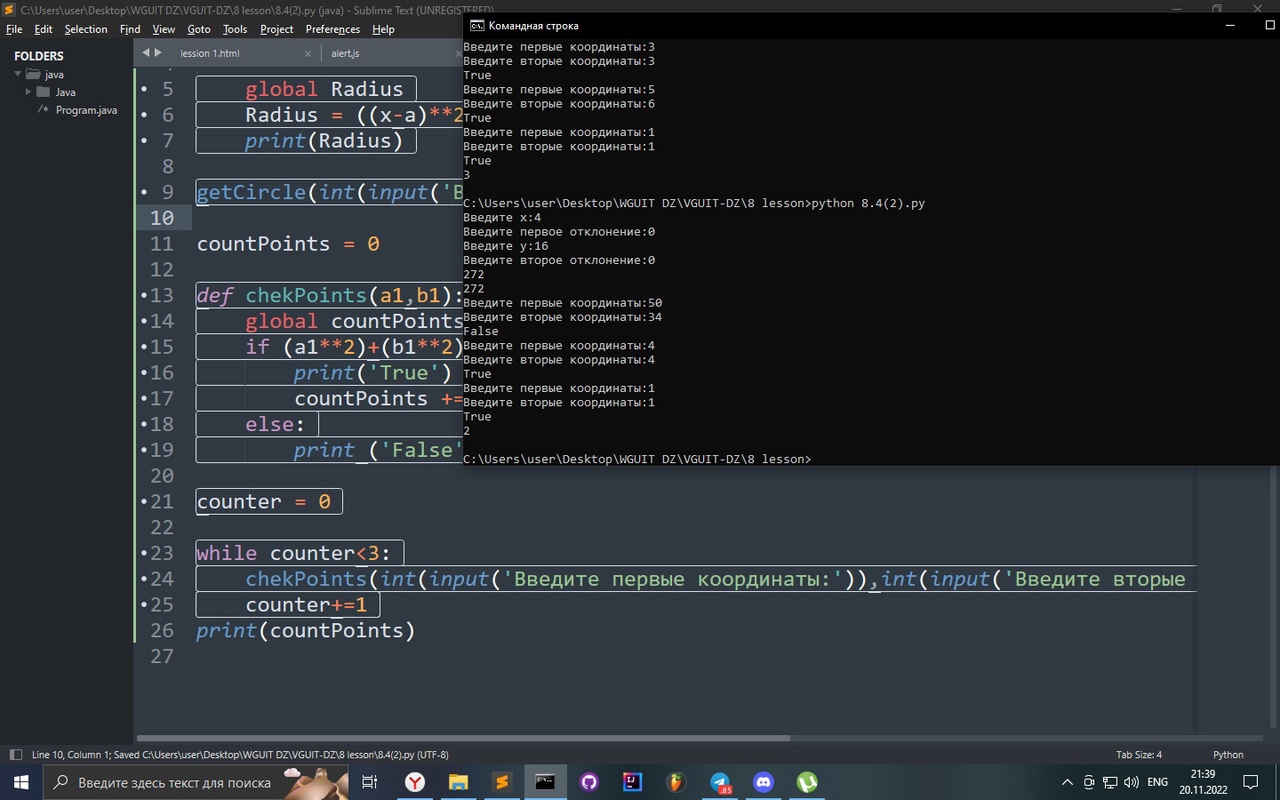 C:\Users\user\Desktop\WGUIT DZ\VGUIT-DZ\8 lesson\8.4(2).py (java) - Sublime Text (UNREGISTERED)
File Edit Selection Find View Goto Tools Project Preferences Help
FOLDERS
java
Java
/* Program.java
lession 1.html ×
alert.js ×
5 global Radius
6 Radius = ((x-a)**2
7 print(Radius)
8
9 getCircle(int(input('В
10
11 countPoints = 0
12
13 def chekPoints(a1,b1):
14 global countPoints
15 if (a1**2)+(b1**2)
16 print('True')
17 countPoints +=
18 else:
19 print ('False'
20
21 counter = 0
22
23 while counter<3:
24 chekPoints(int(input('Введите первые координаты:')),int(input('Введите вторые
25 counter+=1
26 print(countPoints)
27
Командная строка
Введите первые координаты:3
Введите вторые координаты:3
True
Введите первые координаты:5
Введите вторые координаты:6
True
Введите первые координаты:1
Введите вторые координаты:1
True
3
C:\Users\user\Desktop\WGUIT DZ\VGUIT-DZ\8 lesson>python 8.4(2).py
Введите x:4
Введите первое отклонение:0
Введите y:16
Введите второе отклонение:0
272
272
Введите первые координаты:50
Введите вторые координаты:34
False
Введите первые координаты:4
Введите вторые координаты:4
True
Введите первые координаты:1
Введите вторые координаты:1
True
2
C:\Users\user\Desktop\WGUIT DZ\VGUIT-DZ\8 lesson>
Line 10, Column 1; Saved C:\Users\user\Desktop\WGUIT DZ\VGUIT-DZ\8 lesson\8.4(2).py (UTF-8)
Tab Size: 4
Python
Введите здесь текст для поиска
85
ENG
21:39
20.11.2022